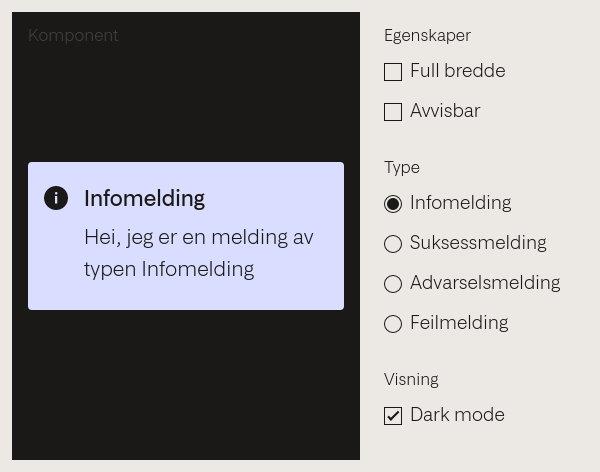 Komponent
Infomelding
Hei, jeg er en melding av
typen Infomelding
Egenskaper
Full bredde
Avvisbar
Type
Infomelding
Suksessmelding
Advarselsmelding
Feilmelding
Visning
Dark mode